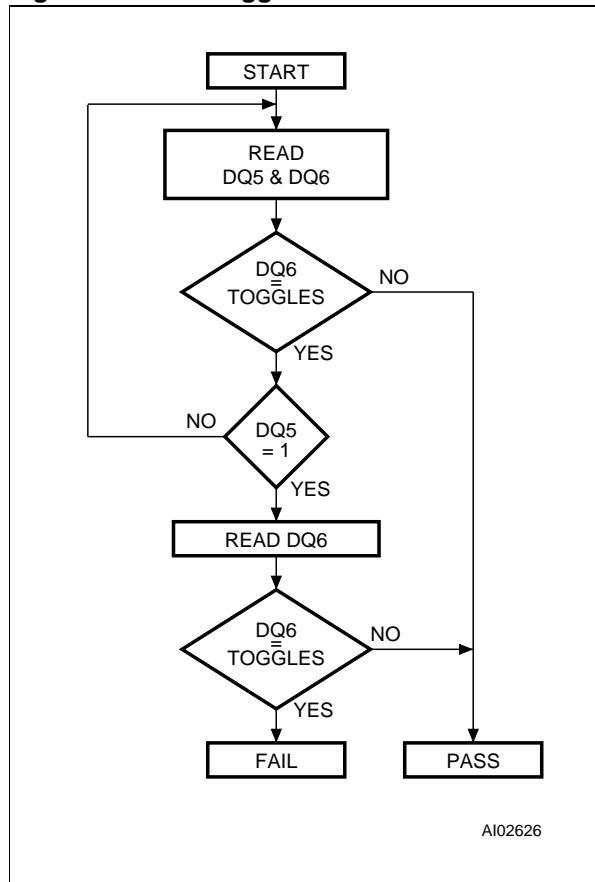 START
READ
DQ5 & DQ6
DQ6
=
TOGGLES
NO
YES
NO
DQ5
= 1
YES
READ DQ6
DQ6
=
TOGGLES
NO
YES
FAIL
PASS
AI02626